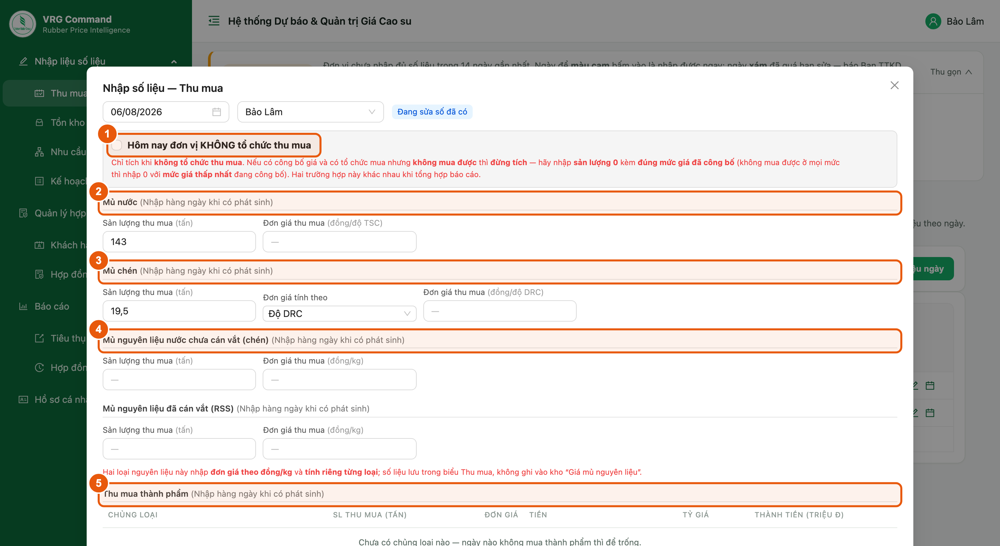 VRG Command
Rubber Price Intelligence
Hệ thống Dự báo & Quản trị Giá Cao su
Bảo Lâm
Nhập liệu số liệu
Đơn vị chưa nhập đủ số liệu trong 14 ngày gần nhất. Ngày để màu cam bấm vào là nhập được ngay; ngày xám đã quá hạn sửa — báo Ban TTKD
Thu gọn
Thu mua
Tồn kho
Nhu cầu
Kế hoạch
Quản lý hợp
Khách hà
Hợp đồn
Báo cáo
Tiêu thụ
Hợp đồn
Hồ sơ cá nhâ
Nhập số liệu — Thu mua
06/08/2026
Bảo Lâm
Đang sửa số đã có
1
Hôm nay đơn vị KHÔNG tổ chức thu mua
Chỉ tích khi không tổ chức thu mua. Nếu có công bố giá và có tổ chức mua nhưng không mua được thì đừng tích — hãy nhập sản lượng 0 kèm đúng mức giá đã công bố (không mua được ở mọi mức
thì nhập 0 với mức giá thấp nhất đang công bố). Hai trường hợp này khác nhau khi tổng hợp báo cáo.
2
Mủ nước (Nhập hàng ngày khi có phát sinh)
Sản lượng thu mua (tấn)
Đơn giá thu mua (đồng/độ TSC)
143
—
3
Mủ chén (Nhập hàng ngày khi có phát sinh)
Sản lượng thu mua (tấn)
Đơn giá tính theo
Đơn giá thu mua (đồng/độ DRC)
19,5
Độ DRC
—
4
Mủ nguyên liệu nước chưa cán vắt (chén) (Nhập hàng ngày khi có phát sinh)
Sản lượng thu mua (tấn)
Đơn giá thu mua (đồng/kg)
—
—
Mủ nguyên liệu đã cán vắt (RSS) (Nhập hàng ngày khi có phát sinh)
Sản lượng thu mua (tấn)
Đơn giá thu mua (đồng/kg)
—
—
Hai loại nguyên liệu này nhập đơn giá theo đồng/kg và tính riêng từng loại; số liệu lưu trong biểu Thu mua, không ghi vào kho “Giá mủ nguyên liệu”.
5
Thu mua thành phẩm (Nhập hàng ngày khi có phát sinh)
CHỦNG LOẠI
SL THU MUA (TẤN)
ĐƠN GIÁ
TIỀN
TỶ GIÁ
THÀNH TIỀN (TRIỆU Đ)
Chưa có chủng loại nào — ngày nào không mua thành phẩm thì để trống.
ệu theo ngày.
ệu ngày